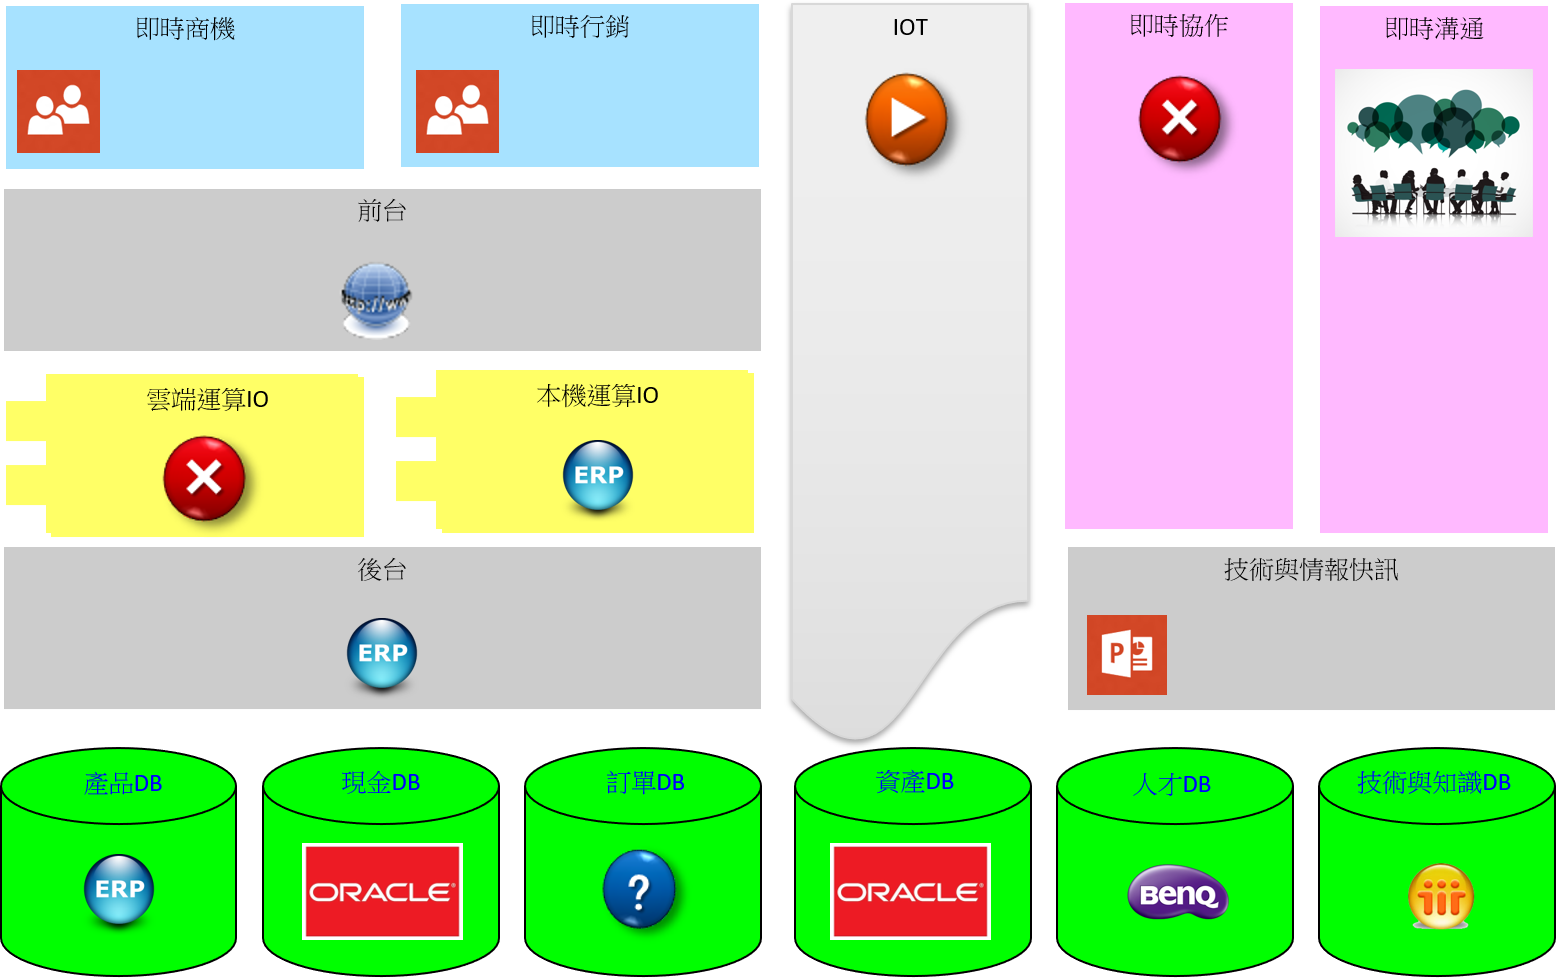 即時商機
即時行銷
IOT
即時協作
即時溝通
前台
雲端運算IO
本機運算IO
ERP
後台
ERP
技術與情報快訊
P
產品DB
現金DB
訂單DB
資產DB
人才DB
技術與知識DB
ERP
ORACLE®
?
ORACLE®
BenQ